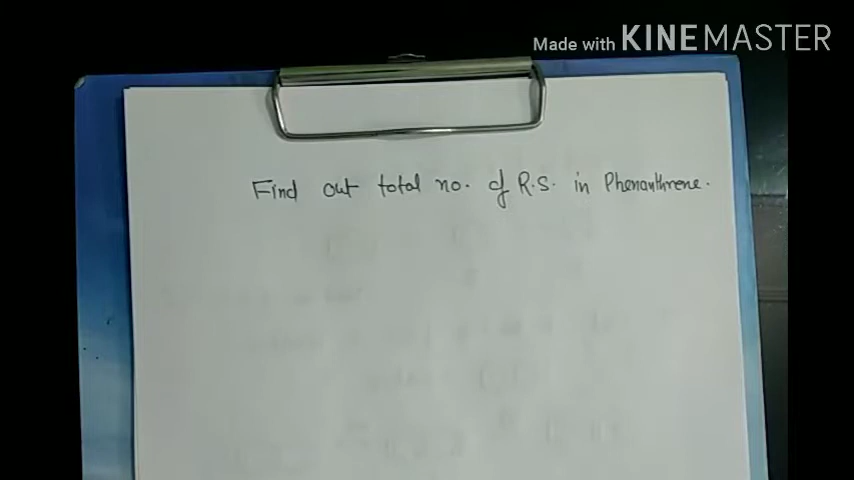 Made with KINEMASTER
Find out total no. of R.S. in Phenanthrene.